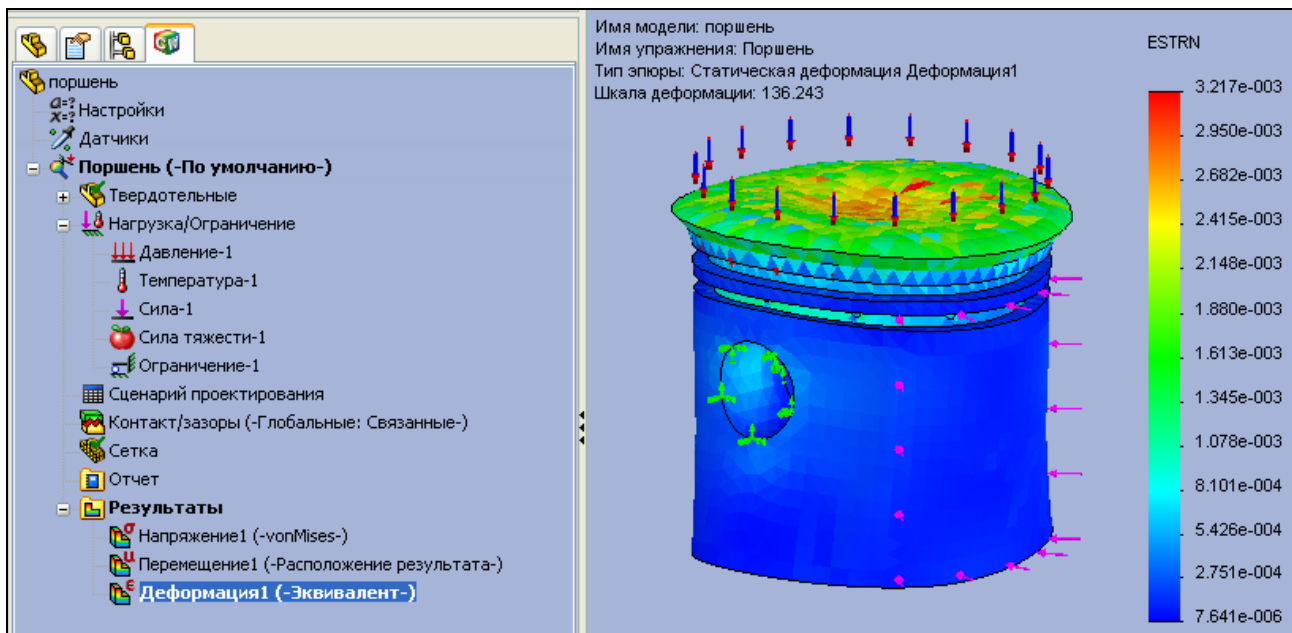 поршень
Настройки
Датчики
Поршень (-По умолчанию-)
Твердотельные
Нагрузка/Ограничение
Давление-1
Температура-1
Сила-1
Сила тяжести-1
Ограничение-1
Сценарий проектирования
Контакт/зазоры (-Глобальные: Связанные-)
Сетка
Отчет
Результаты
Напряжение1 (-vonMises-)
Перемещение1 (-Расположение результата-)
Деформация1 (-Эквивалент-)
Имя модели: поршень
Имя упражнения: Поршень
Тип эпюры: Статическая деформация Деформация1
Шкала деформации: 136.243
ESTRN
3.217e-003
2.950e-003
2.682e-003
2.415e-003
2.148e-003
1.880e-003
1.613e-003
1.345e-003
1.078e-003
8.101e-004
5.426e-004
2.751e-004
7.641e-006